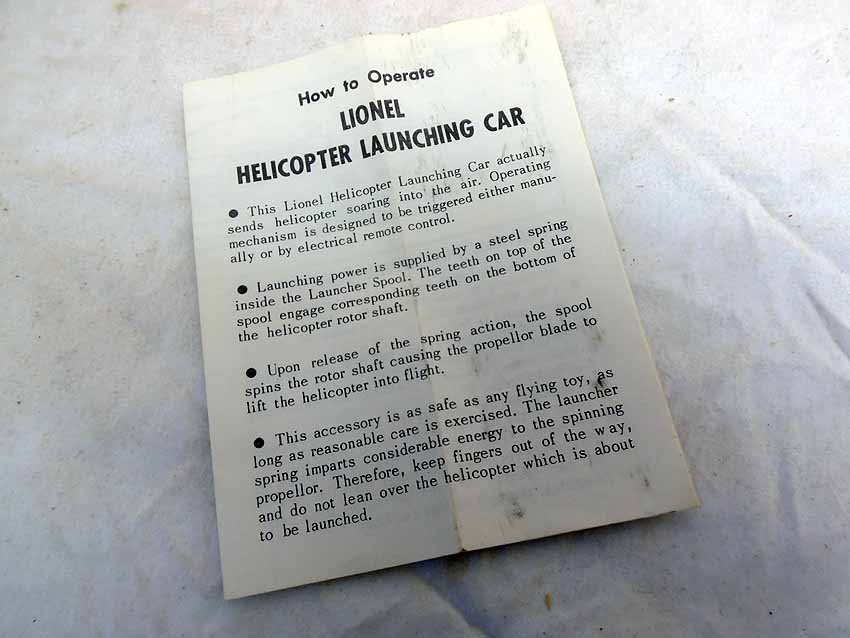 How to Operate
LIONEL
HELICOPTER LAUNCHING CAR
● This Lionel Helicopter Launching Car actually
sends helicopter soaring into the air. Operating
mechanism is designed to be triggered either manu-
ally or by electrical remote control.
● Launching power is supplied by a steel spring
inside the Launcher Spool. The teeth on top of the
spool engage corresponding teeth on the bottom of
the helicopter rotor shaft.
● Upon release of the spring action, the spool
spins the rotor shaft causing the propellor blade to
lift the helicopter into flight.
● This accessory is as safe as any flying toy, as
long as reasonable care is exercised. The launcher
spring imparts considerable energy to the spinning
propellor. Therefore, keep fingers out of the way,
and do not lean over the helicopter which is about
to be launched.